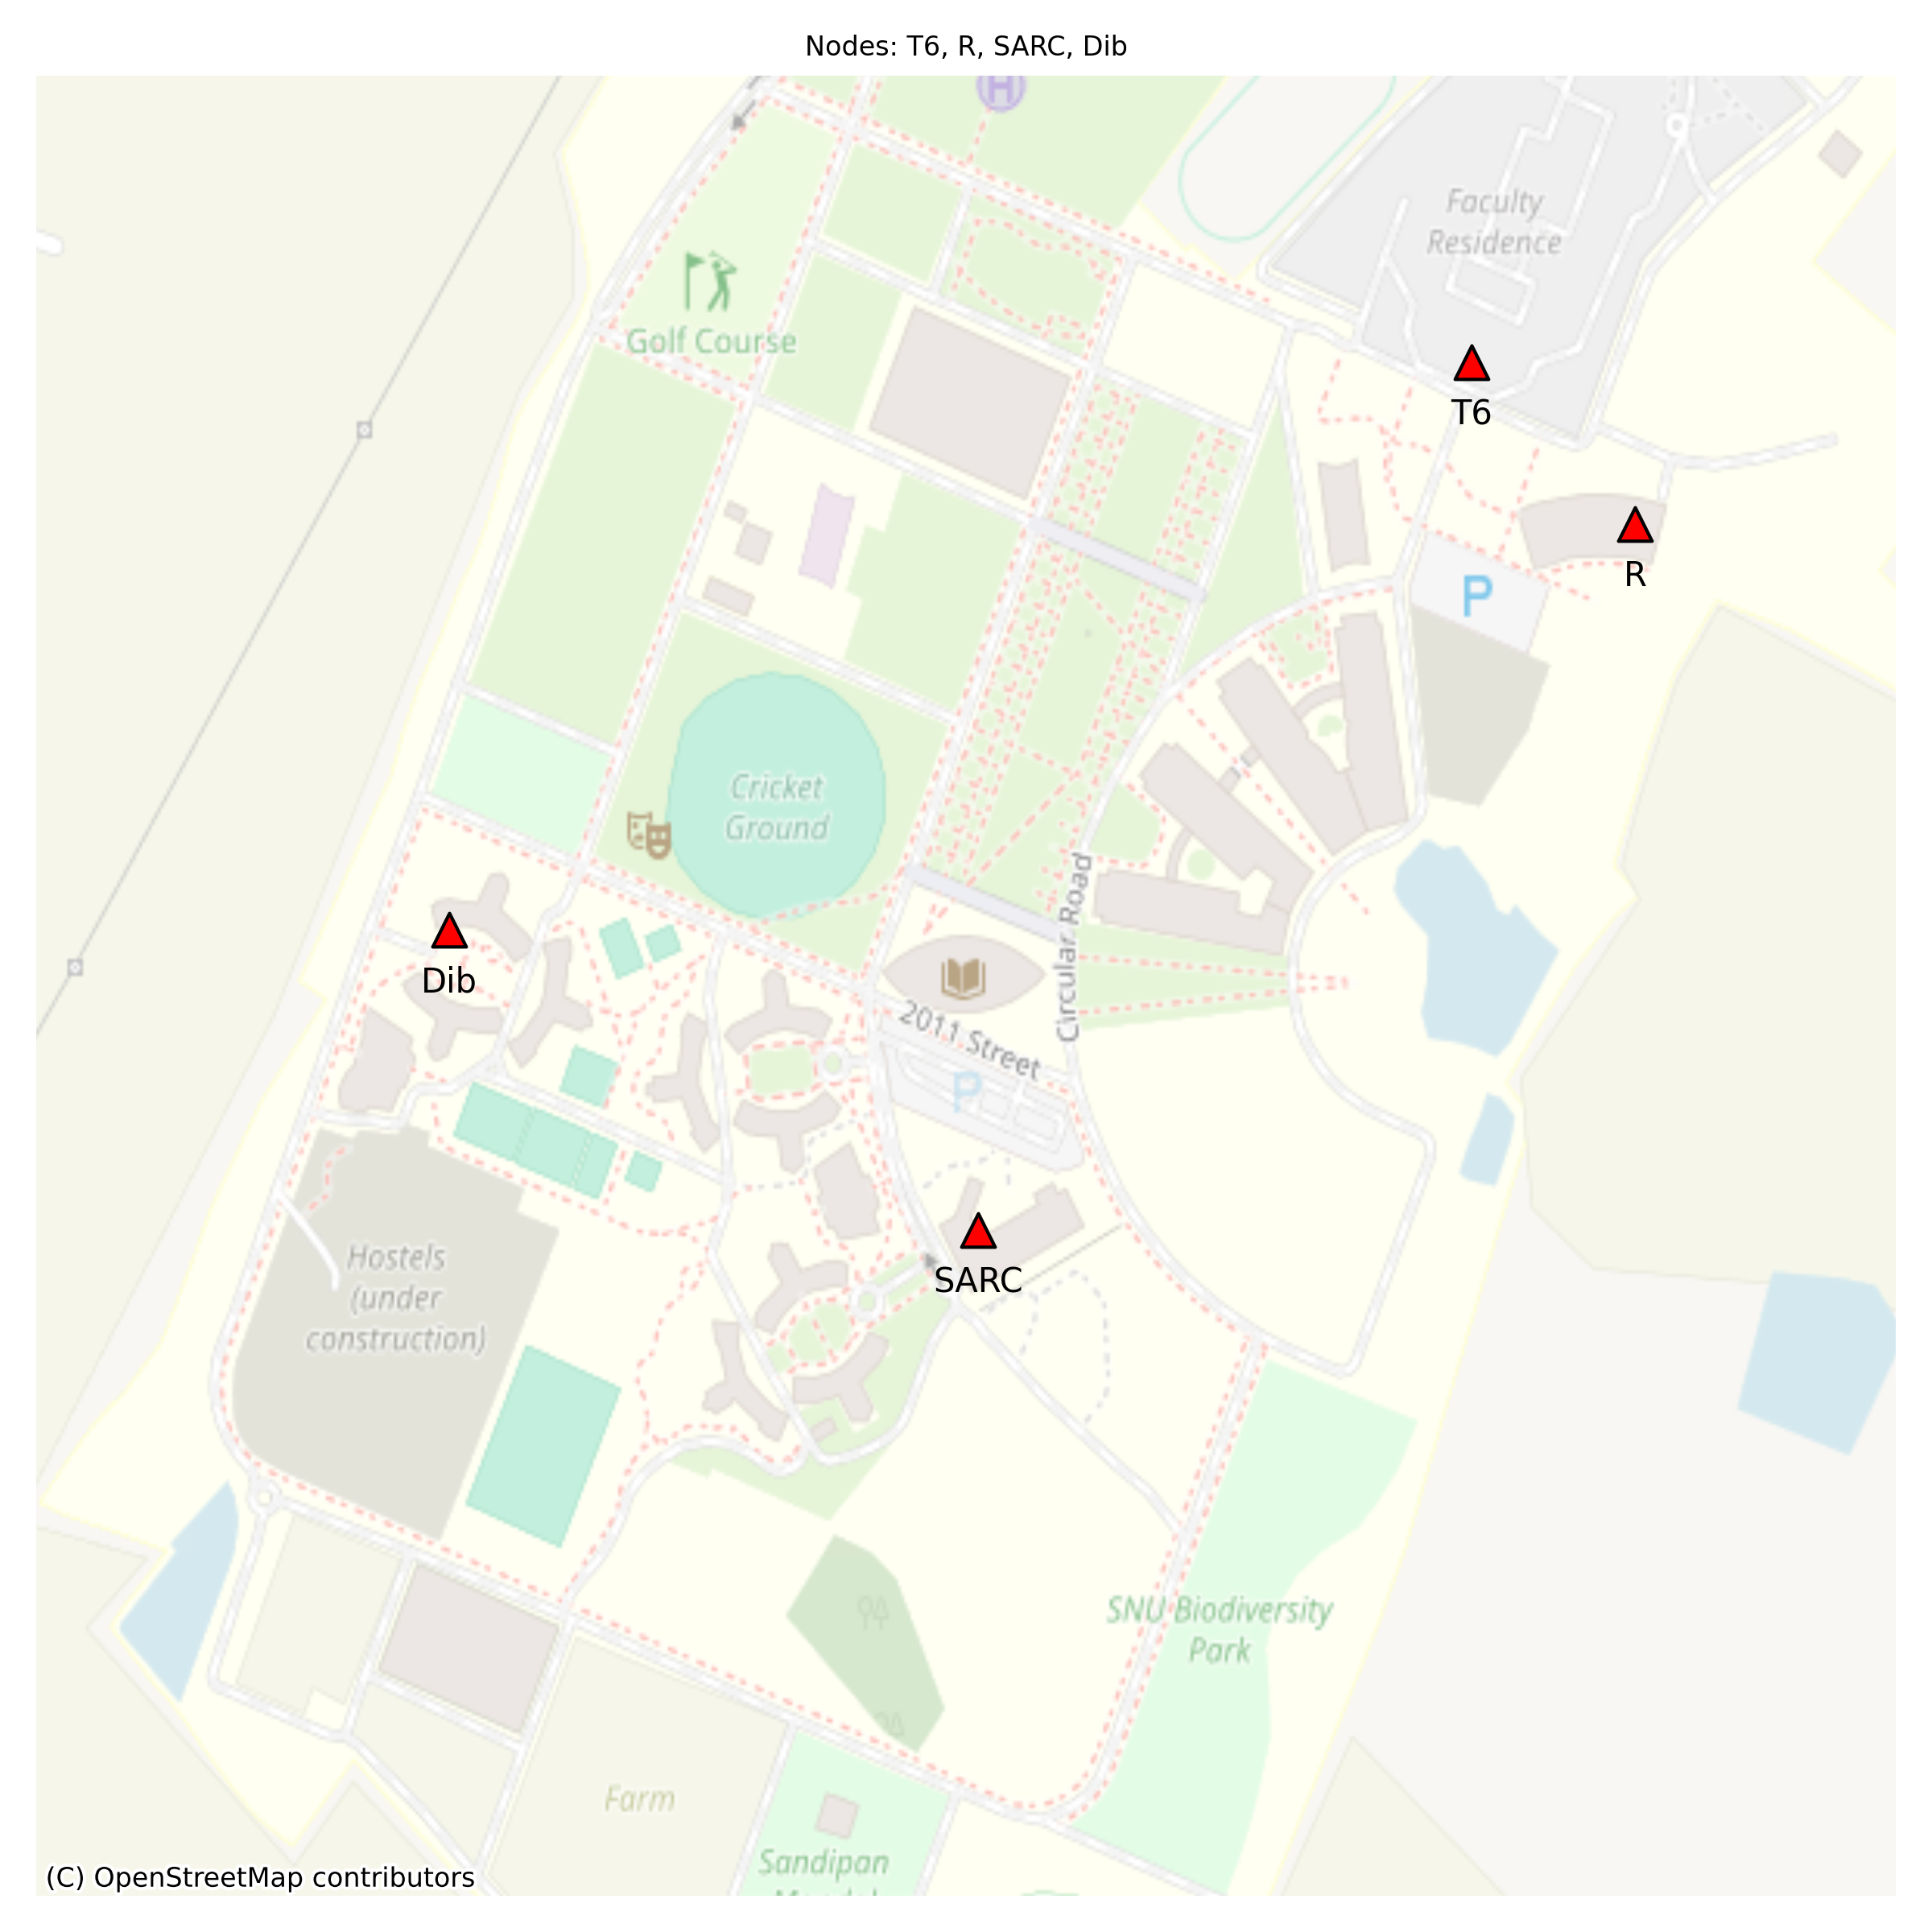 Nodes: T6, R, SARC, Dib
H
Faculty
Residence
Golf Course
T6
R
P
Cricket
Ground
Circular Road
Dib
2011 Street
P
SARC
Hostels
(under
construction)
SNU Biodiversity
Park
Farm
Sandipan
(C) OpenStreetMap contributors